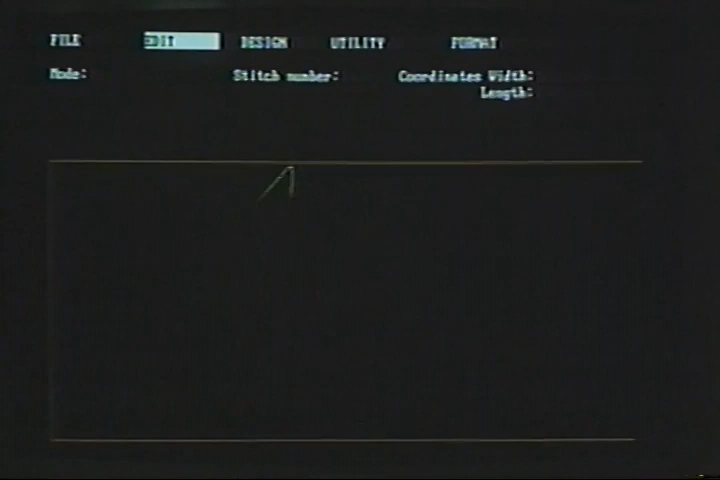 FILE EDIT DESIGN UTILITY FORMAT
Mode: Stitch number: Coordinates Width:
Length: